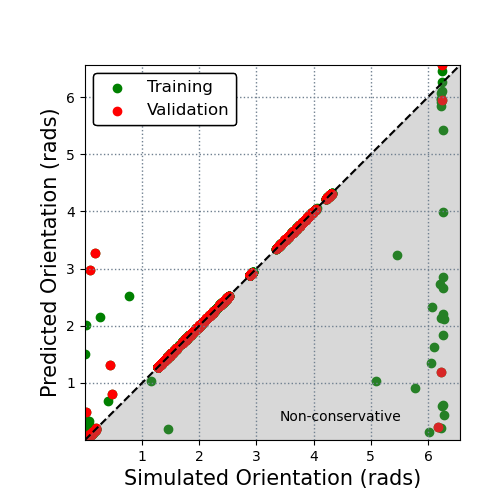 Training
Validation
6
5
4
3
2
1
Predicted Orientation (rads)
Non-conservative
1 2 3 4 5 6
Simulated Orientation (rads)